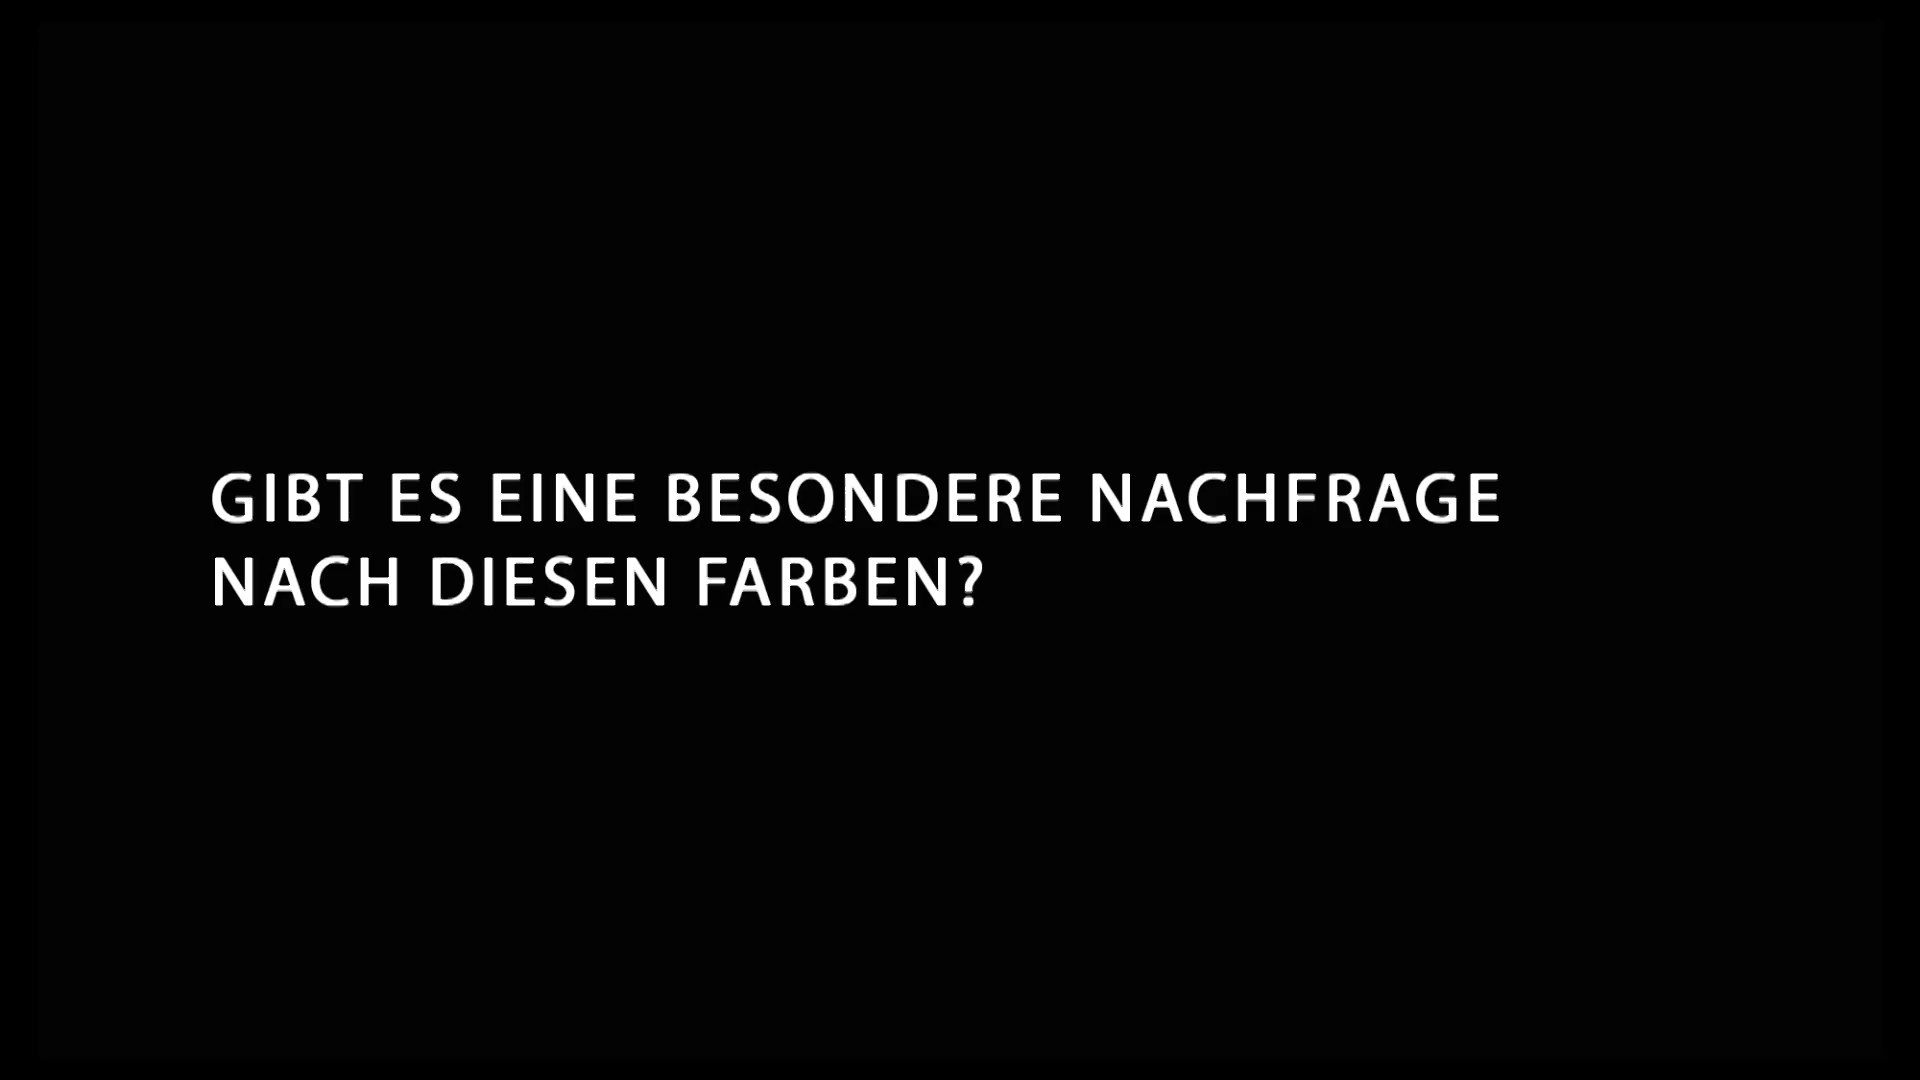 GIBT ES EINE BESONDERE NACHFRAGE
NACH DIESEN FARBEN?